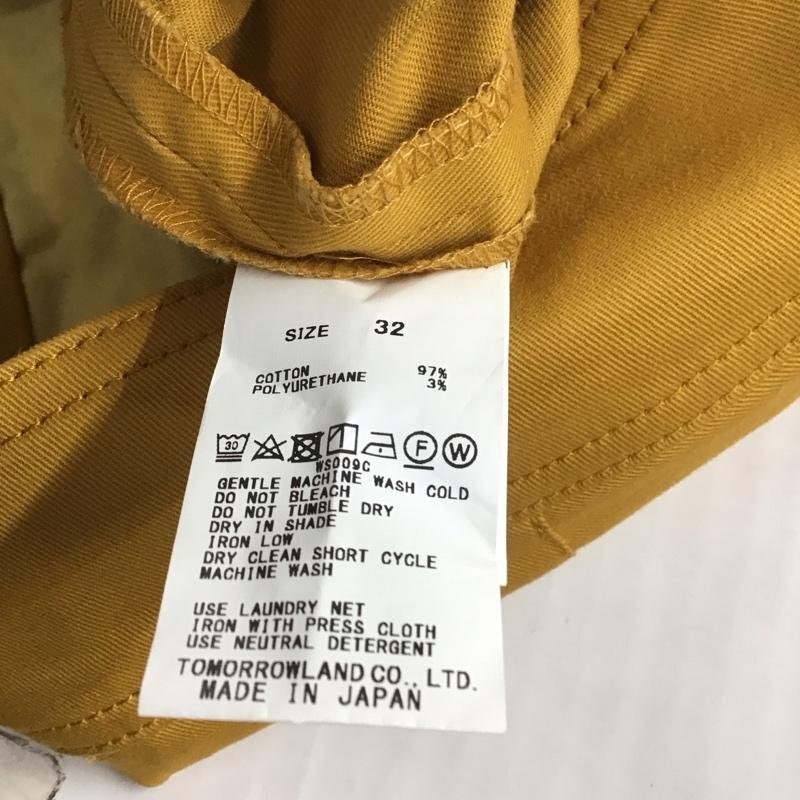 SIZE 32
COTTON 97%
POLYURETHANE 3%
30 F W
WS009C
GENTLE MACHINE WASH COLD
DO NOT BLEACH
DO NOT TUMBLE DRY
DRY IN SHADE
IRON LOW
DRY CLEAN SHORT CYCLE
MACHINE WASH
USE LAUNDRY NET
IRON WITH PRESS CLOTH
USE NEUTRAL DETERGENT
TOMORROWLAND CO., LTD.
MADE IN JAPAN